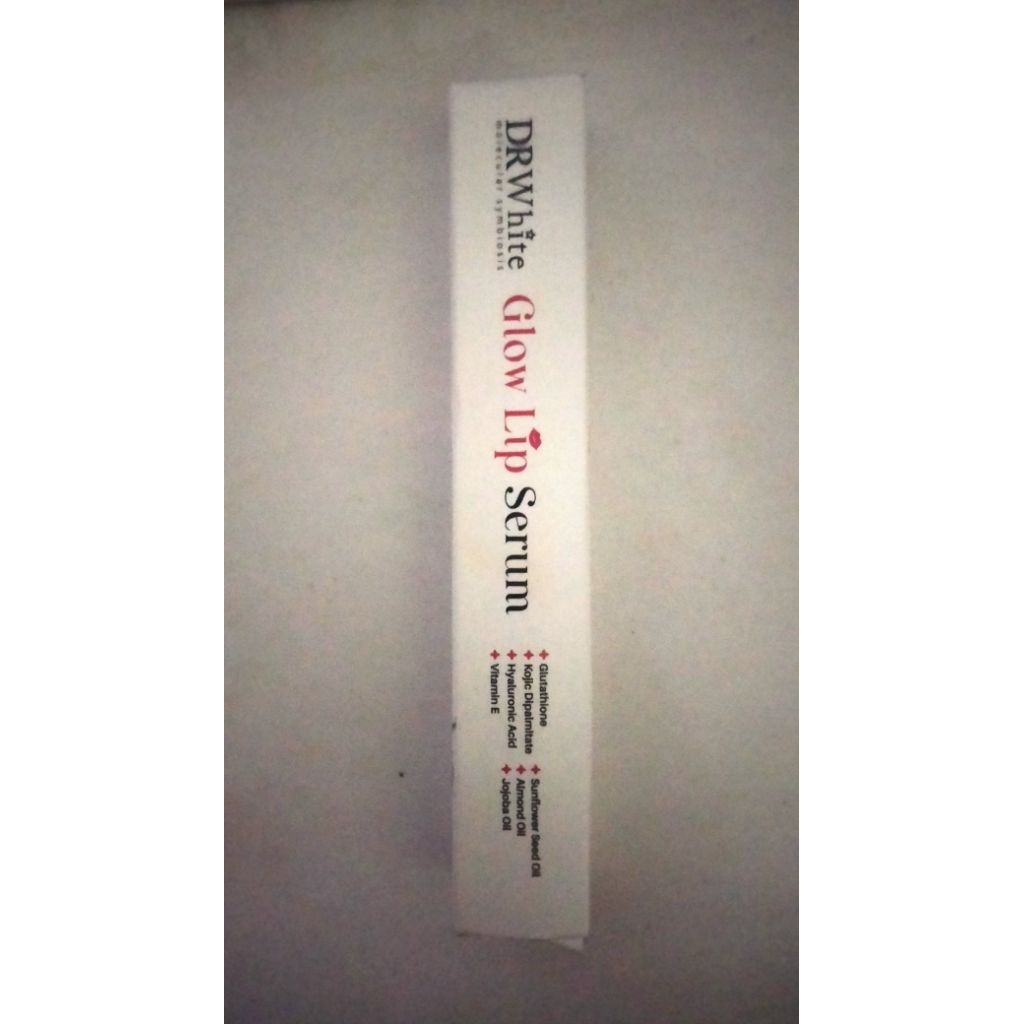 DRWhite
molecular symbiosis
Glow Lip Serum
Glutathione
Kojic Dipalmitate
Hyaluronic Acid
Vitamin E
Sunflower Seed Oil
Almond Oil
Jojoba Oil